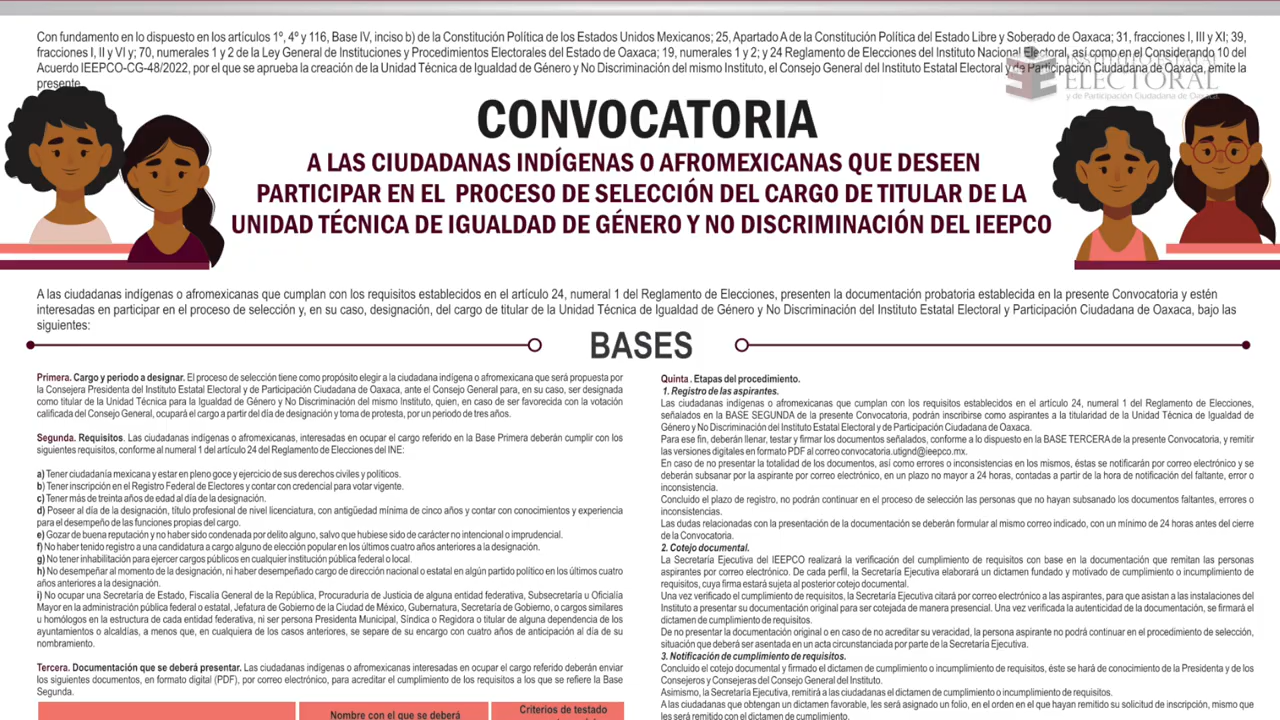 Con fundamento en lo dispuesto en los artículos 1º, 4º y 116, Base IV, inciso b) de la Constitución Política de los Estados Unidos Mexicanos; 25, Apartado A de la Constitución Política del Estado Libre y Soberano de Oaxaca; 31, fracciones I, III y XI; 39,
fracciones I, II y VI y; 70, numerales 1 y 2 de la Ley General de Instituciones y Procedimientos Electorales del Estado de Oaxaca; 19, numerales 1 y 2; y 24 Reglamento de Elecciones del Instituto Nacional Electoral, así como en el Considerando 10 del
Acuerdo IEEPCO-CG-48/2022, por el que se aprueba la creación de la Unidad Técnica de Igualdad de Género y No Discriminación del mismo Instituto, el Consejo General del Instituto Estatal Electoral y de Participación Ciudadana de Oaxaca, emite la
presente
INSTITUTO ESTATAL
ELECTORAL
y de Participación Ciudadana de Oaxaca
CONVOCATORIA
A LAS CIUDADANAS INDÍGENAS O AFROMEXICANAS QUE DESEEN
PARTICIPAR EN EL PROCESO DE SELECCIÓN DEL CARGO DE TITULAR DE LA
UNIDAD TÉCNICA DE IGUALDAD DE GÉNERO Y NO DISCRIMINACIÓN DEL IEEPCO
A las ciudadanas indígenas o afromexicanas que cumplan con los requisitos establecidos en el artículo 24, numeral 1 del Reglamento de Elecciones, presenten la documentación probatoria establecida en la presente Convocatoria y estén
interesadas en participar en el proceso de selección y, en su caso, designación, del cargo de titular de la Unidad Técnica de Igualdad de Género y No Discriminación del Instituto Estatal Electoral y Participación Ciudadana de Oaxaca, bajo las
siguientes:
BASES
Primera. Cargo y periodo a designar. El proceso de selección tiene como propósito elegir a la ciudadana indígena o afromexicana que será propuesta por
la Consejera Presidenta del Instituto Estatal Electoral y de Participación Ciudadana de Oaxaca, ante el Consejo General para, en su caso, ser designada
como titular de la Unidad Técnica para la Igualdad de Género y No Discriminación del mismo Instituto, quien, en caso de ser favorecida con la votación
calificada del Consejo General, ocupará el cargo a partir del día de designación y toma de protesta, por un periodo de tres años.
Segunda. Requisitos. Las ciudadanas indígenas o afromexicanas, interesadas en ocupar el cargo referido en la Base Primera deberán cumplir con los
siguientes requisitos, conforme al numeral 1 del artículo 24 del Reglamento de Elecciones del INE:
a) Tener ciudadanía mexicana y estar en pleno goce y ejercicio de sus derechos civiles y políticos.
b) Tener inscripción en el Registro Federal de Electores y contar con credencial para votar vigente.
c) Tener más de treinta años de edad al día de la designación.
d) Poseer al día de la designación, título profesional de nivel licenciatura, con antigüedad mínima de cinco años y contar con conocimientos y experiencia
para el desempeño de las funciones propias del cargo.
e) Gozar de buena reputación y no haber sido condenada por delito alguno, salvo que hubiese sido de carácter no intencional o imprudencial.
f) No haber tenido registro a una candidatura a cargo alguno de elección popular en los últimos cuatro años anteriores a la designación.
g) No tener inhabilitación para ejercer cargos públicos en cualquier institución pública federal o local.
h) No desempeñar al momento de la designación, ni haber desempeñado cargo de dirección nacional o estatal en algún partido político en los últimos cuatro
años anteriores a la designación.
i) No ocupar una Secretaría de Estado, Fiscalía General de la República, Procuraduría de Justicia de alguna entidad federativa, Subsecretaría u Oficialía
Mayor en la administración pública federal o estatal, Jefatura de Gobierno de la Ciudad de México, Gubernatura, Secretaría de Gobierno, o cargos similares
u homólogos en la estructura de cada entidad federativa, ni ser persona Presidenta Municipal, Síndica o Regidora o titular de alguna dependencia de los
ayuntamientos o alcaldías, a menos que, en cualquiera de los casos anteriores, se separe de su encargo con cuatro años de anticipación al día de su
nombramiento.
Tercera. Documentación que se deberá presentar. Las ciudadanas indígenas o afromexicanas interesadas en ocupar el cargo referido deberán enviar
los siguientes documentos, en formato digital (PDF), por correo electrónico, para acreditar el cumplimiento de los requisitos a los que se refiere la Base
Segunda.
Nombre con el que se deberá
Criterios de testado
Quinta . Etapas del procedimiento.
1. Registro de las aspirantes.
Las ciudadanas indígenas o afromexicanas que cumplan con los requisitos establecidos en el artículo 24, numeral 1 del Reglamento de Elecciones,
señalados en la BASE SEGUNDA de la presente Convocatoria, podrán inscribirse como aspirantes a la titularidad de la Unidad Técnica de Igualdad de
Género y No Discriminación del Instituto Estatal Electoral y de Participación Ciudadana de Oaxaca.
Para ese fin, deberán llenar, testar y firmar los documentos señalados, conforme a lo dispuesto en la BASE TERCERA de la presente Convocatoria, y remitir
las versiones digitales en formato PDF al correo convocatoria.utignd@ieepco.mx.
En caso de no presentar la totalidad de los documentos, así como errores o inconsistencias en los mismos, éstas se notificarán por correo electrónico y se
deberán subsanar por la aspirante por correo electrónico, en un plazo no mayor a 24 horas, contadas a partir de la hora de notificación del faltante, error o
inconsistencia.
Concluido el plazo de registro, no podrán continuar en el proceso de selección las personas que no hayan subsanado los documentos faltantes, errores o
inconsistencias.
Las dudas relacionadas con la presentación de la documentación se deberán formular al mismo correo indicado, con un mínimo de 24 horas antes del cierre
de la Convocatoria.
2. Cotejo documental.
La Secretaría Ejecutiva del IEEPCO realizará la verificación del cumplimiento de requisitos con base en la documentación que remitan las personas
aspirantes por correo electrónico. De cada perfil, la Secretaría Ejecutiva elaborará un dictamen fundado y motivado de cumplimiento o incumplimiento de
requisitos, cuya firma estará sujeta al posterior cotejo documental.
Una vez verificado el cumplimiento de requisitos, la Secretaría Ejecutiva citará por correo electrónico a las aspirantes, para que asistan a las instalaciones del
Instituto a presentar su documentación original para ser cotejada de manera presencial. Una vez verificada la autenticidad de la documentación, se firmará el
dictamen de cumplimiento de requisitos.
De no presentar la documentación original o en caso de no acreditar su veracidad, la persona aspirante no podrá continuar en el procedimiento de selección,
situación que deberá ser asentada en un acta circunstanciada por parte de la Secretaría Ejecutiva.
3. Notificación de cumplimiento de requisitos.
Concluido el cotejo documental y firmado el dictamen de cumplimiento o incumplimiento de requisitos, éste se hará de conocimiento de la Presidenta y de los
Consejeros y Consejeras del Consejo General del Instituto.
Asimismo, la Secretaría Ejecutiva, remitirá a las ciudadanas el dictamen de cumplimiento o incumplimiento de requisitos.
A las ciudadanas que obtengan un dictamen favorable, les será asignado un folio, en el orden en el que hayan remitido su solicitud de inscripción, mismo que
les será remitido con el dictamen de cumplimiento.